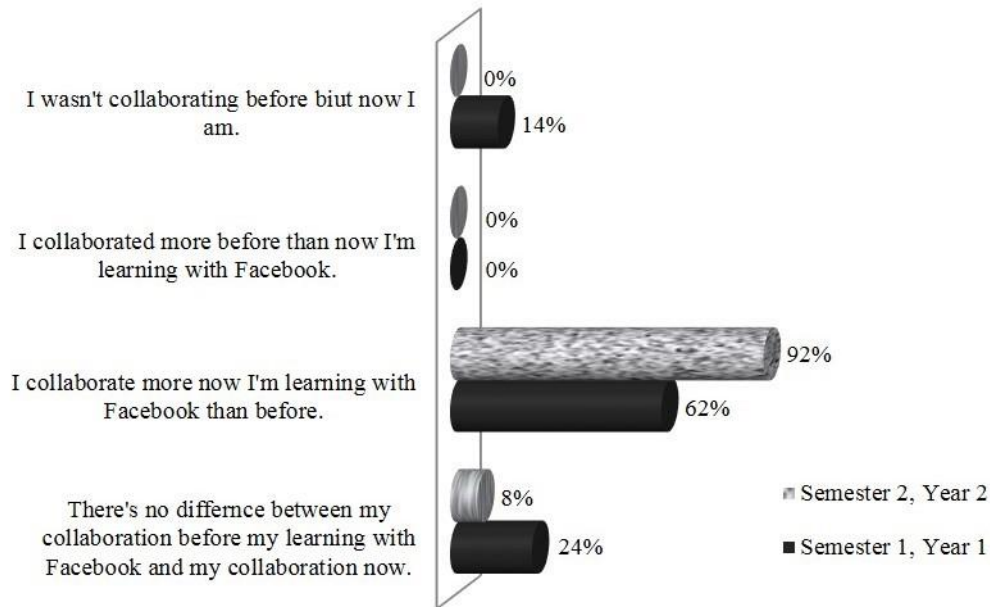 0%
I wasn't collaborating before biut now I
am.
14%
0%
I collaborated more before than now I'm
learning with Facebook.
0%
92%
I collaborate more now I'm learning with
Facebook than before.
62%
8%
There's no differnce between my
collaboration before my learning with
Facebook and my collaboration now.
24%
Semester 2, Year 2
Semester 1, Year 1